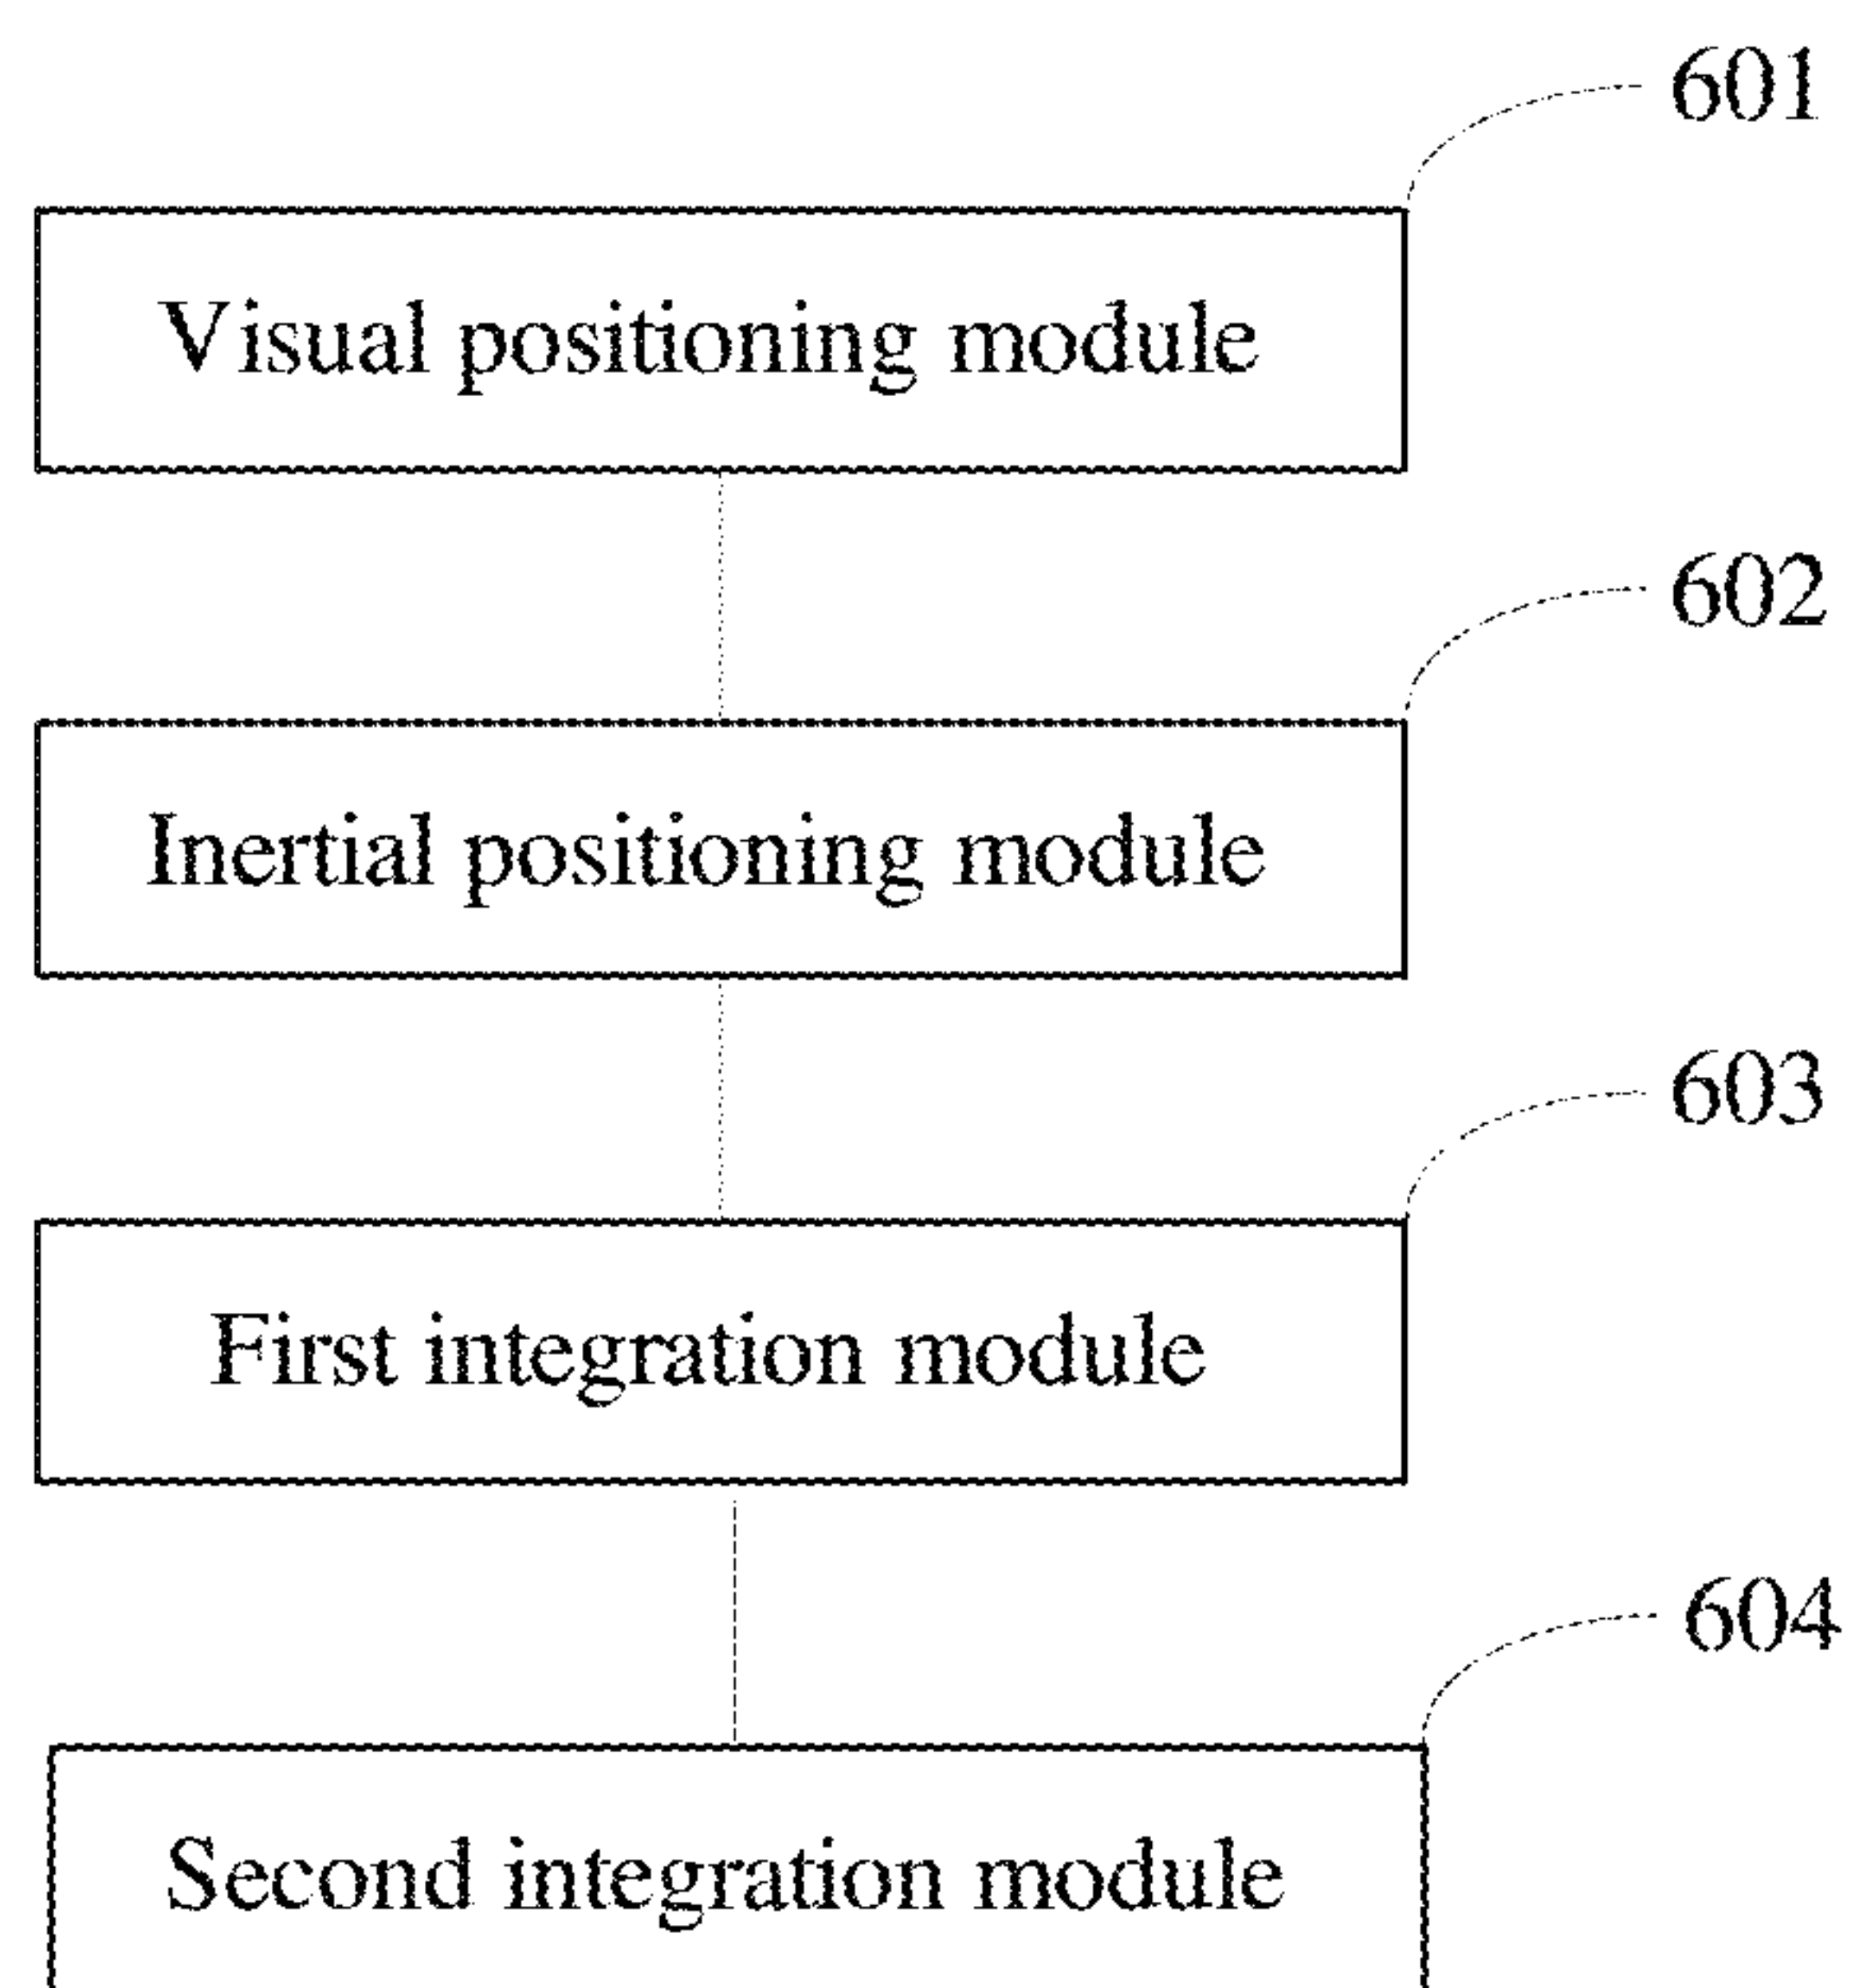 601
Visual positioning module
602
Inertial positioning module
603
First integration module
604
Second integration module